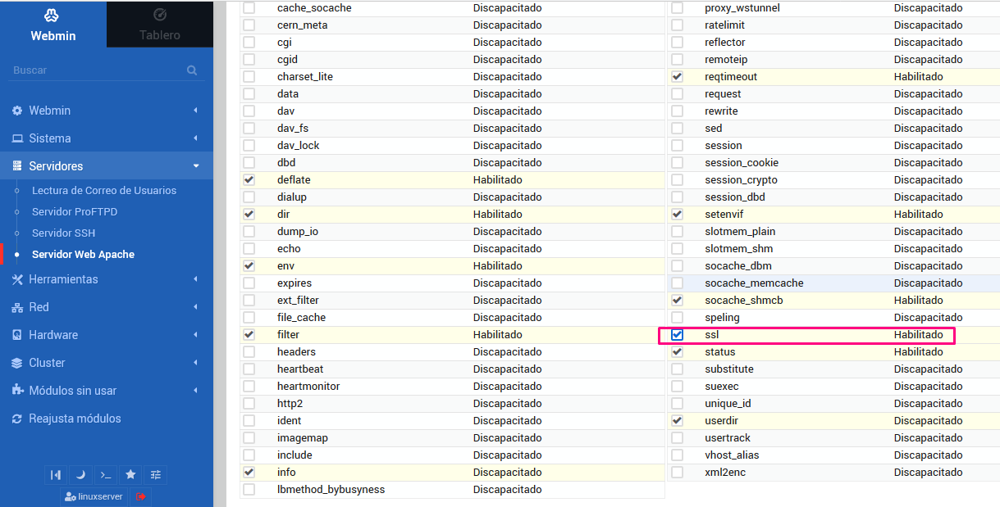 Webmin
Tablero
Buscar
Webmin
Sistema
Servidores
Lectura de Correo de Usuarios
Servidor ProFTPD
Servidor SSH
Servidor Web Apache
Herramientas
Red
Hardware
Cluster
Módulos sin usar
Reajusta módulos
linuxserver
cache_socache Discapacitado
cern_meta Discapacitado
cgi Discapacitado
cgid Discapacitado
charset_lite Discapacitado
data Discapacitado
dav Discapacitado
dav_fs Discapacitado
dav_lock Discapacitado
dbd Discapacitado
deflate Habilitado
dialup Discapacitado
dir Habilitado
dump_io Discapacitado
echo Discapacitado
env Habilitado
expires Discapacitado
ext_filter Discapacitado
file_cache Discapacitado
filter Habilitado
headers Discapacitado
heartbeat Discapacitado
heartmonitor Discapacitado
http2 Discapacitado
ident Discapacitado
imagemap Discapacitado
include Discapacitado
info Discapacitado
lbmethod_bybusyness Discapacitado
proxy_wstunnel Discapacitado
ratelimit Discapacitado
reflector Discapacitado
remoteip Discapacitado
reqtimeout Habilitado
request Discapacitado
rewrite Discapacitado
sed Discapacitado
session Discapacitado
session_cookie Discapacitado
session_crypto Discapacitado
session_dbd Discapacitado
setenvif Habilitado
slotmem_plain Discapacitado
slotmem_shm Discapacitado
socache_dbm Discapacitado
socache_memcache Discapacitado
socache_shmcb Habilitado
speling Discapacitado
ssl Habilitado
status Habilitado
substitute Discapacitado
suexec Discapacitado
unique_id Discapacitado
userdir Discapacitado
usertrack Discapacitado
vhost_alias Discapacitado
xml2enc Discapacitado